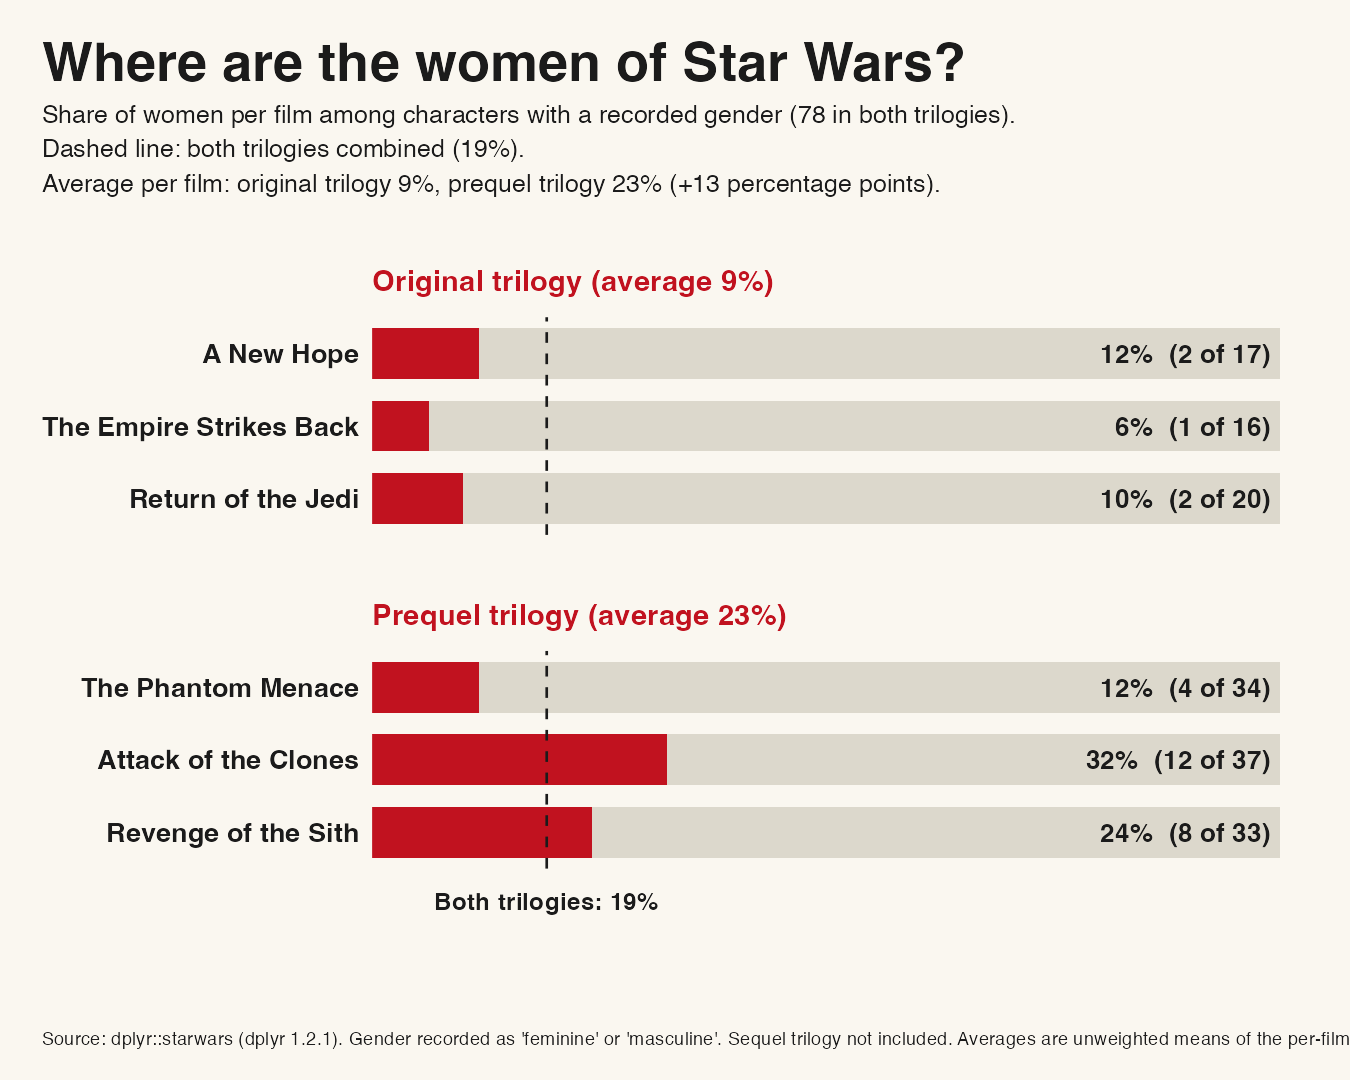 Where are the women of Star Wars?
Share of women per film among characters with a recorded gender (78 in both trilogies).
Dashed line: both trilogies combined (19%).
Average per film: original trilogy 9%, prequel trilogy 23% (+13 percentage points).
Original trilogy (average 9%)
A New Hope 12% (2 of 17)
The Empire Strikes Back 6% (1 of 16)
Return of the Jedi 10% (2 of 20)
Prequel trilogy (average 23%)
The Phantom Menace 12% (4 of 34)
Attack of the Clones 32% (12 of 37)
Revenge of the Sith 24% (8 of 33)
Both trilogies: 19%
Source: dplyr::starwars (dplyr 1.2.1). Gender recorded as 'feminine' or 'masculine'. Sequel trilogy not included. Averages are unweighted means of the per-film